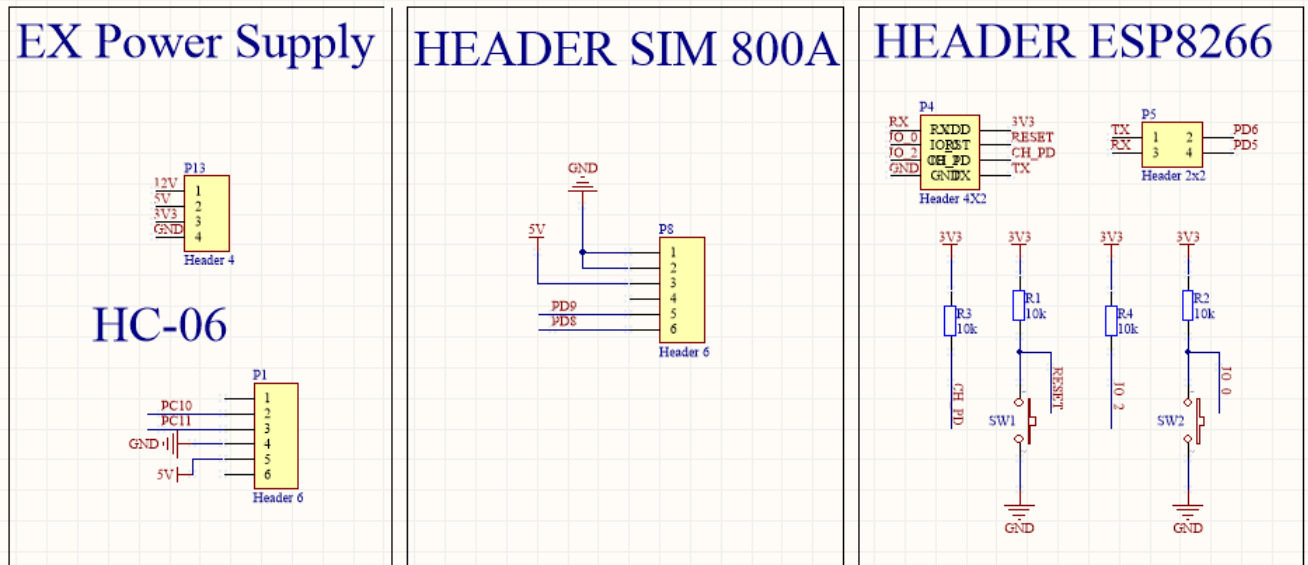 EX Power Supply
P13
12V
5V
3V3
GND
1
2
3
4
Header 4
HC-06
P1
PC10
PC11
GND
5V
1
2
3
4
5
6
Header 6
HEADER SIM 800A
GND
5V
PD9
PD8
P8
1
2
3
4
5
6
Header 6
HEADER ESP8266
P4
RX
IO_0
IO_2
GND
3V3
RESET
CH_PD
TX
Header 4X2
P5
TX
RX
1 2
3 4
PD6
PD5
Header 2x2
3V3
3V3
3V3
3V3
R3
10k
R1
10k
R4
10k
R2
10k
CH_PD
RESET
IO_2
IO_0
SW1
SW2
GND
GND